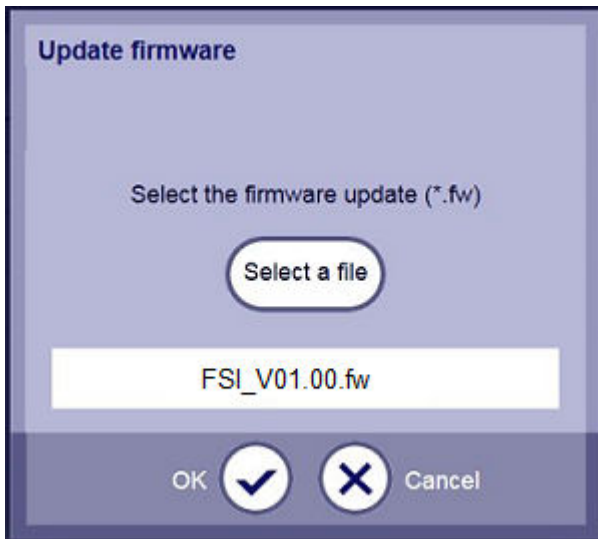 Update firmware
Select the firmware update (*.fw)
Select a file
FSI_V01.00.fw
OK Cancel